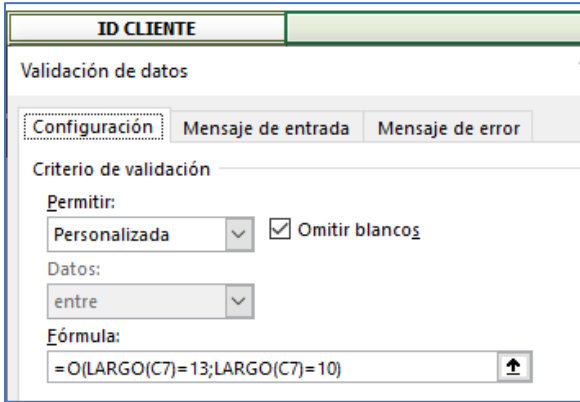 ID CLIENTE
Validación de datos
Configuración Mensaje de entrada Mensaje de error
Criterio de validación
Permitir:
Personalizada Omitir blancos
Datos:
entre
Fórmula:
=O(LARGO(C7)=13;LARGO(C7)=10)